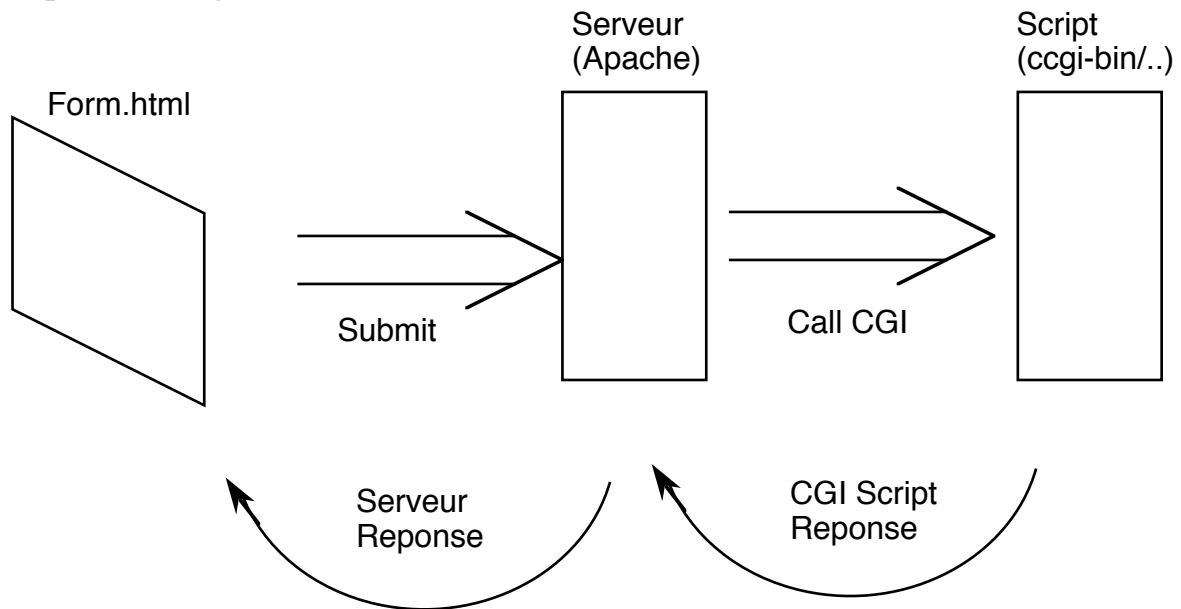 Serveur
(Apache)
Script
(ccgi-bin/..)
Form.html
Submit
Call CGI
Serveur
Reponse
CGI Script
Reponse